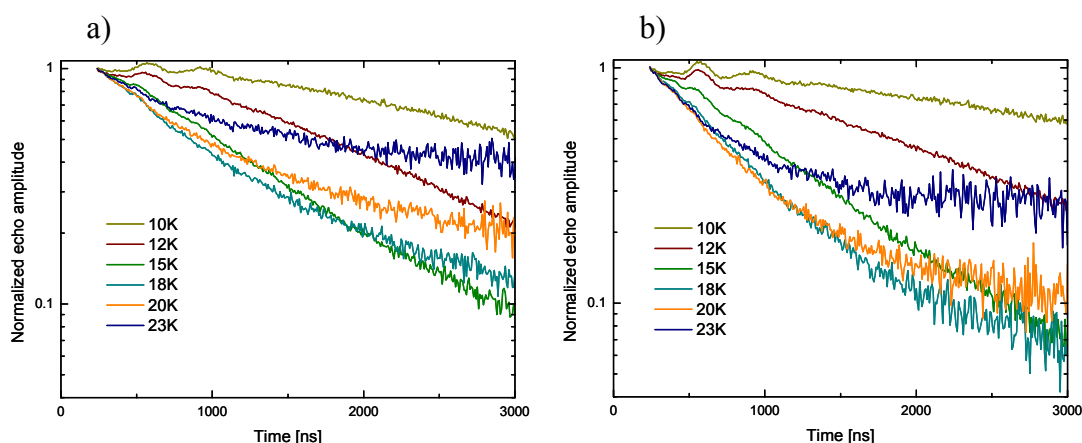 a)
Normalized echo amplitude
1
0.1
10K
12K
15K
18K
20K
23K
0
1000
2000
3000
Time [ns]
b)
Normalized echo amplitude
1
0.1
10K
12K
15K
18K
20K
23K
0
1000
2000
3000
Time [ns]